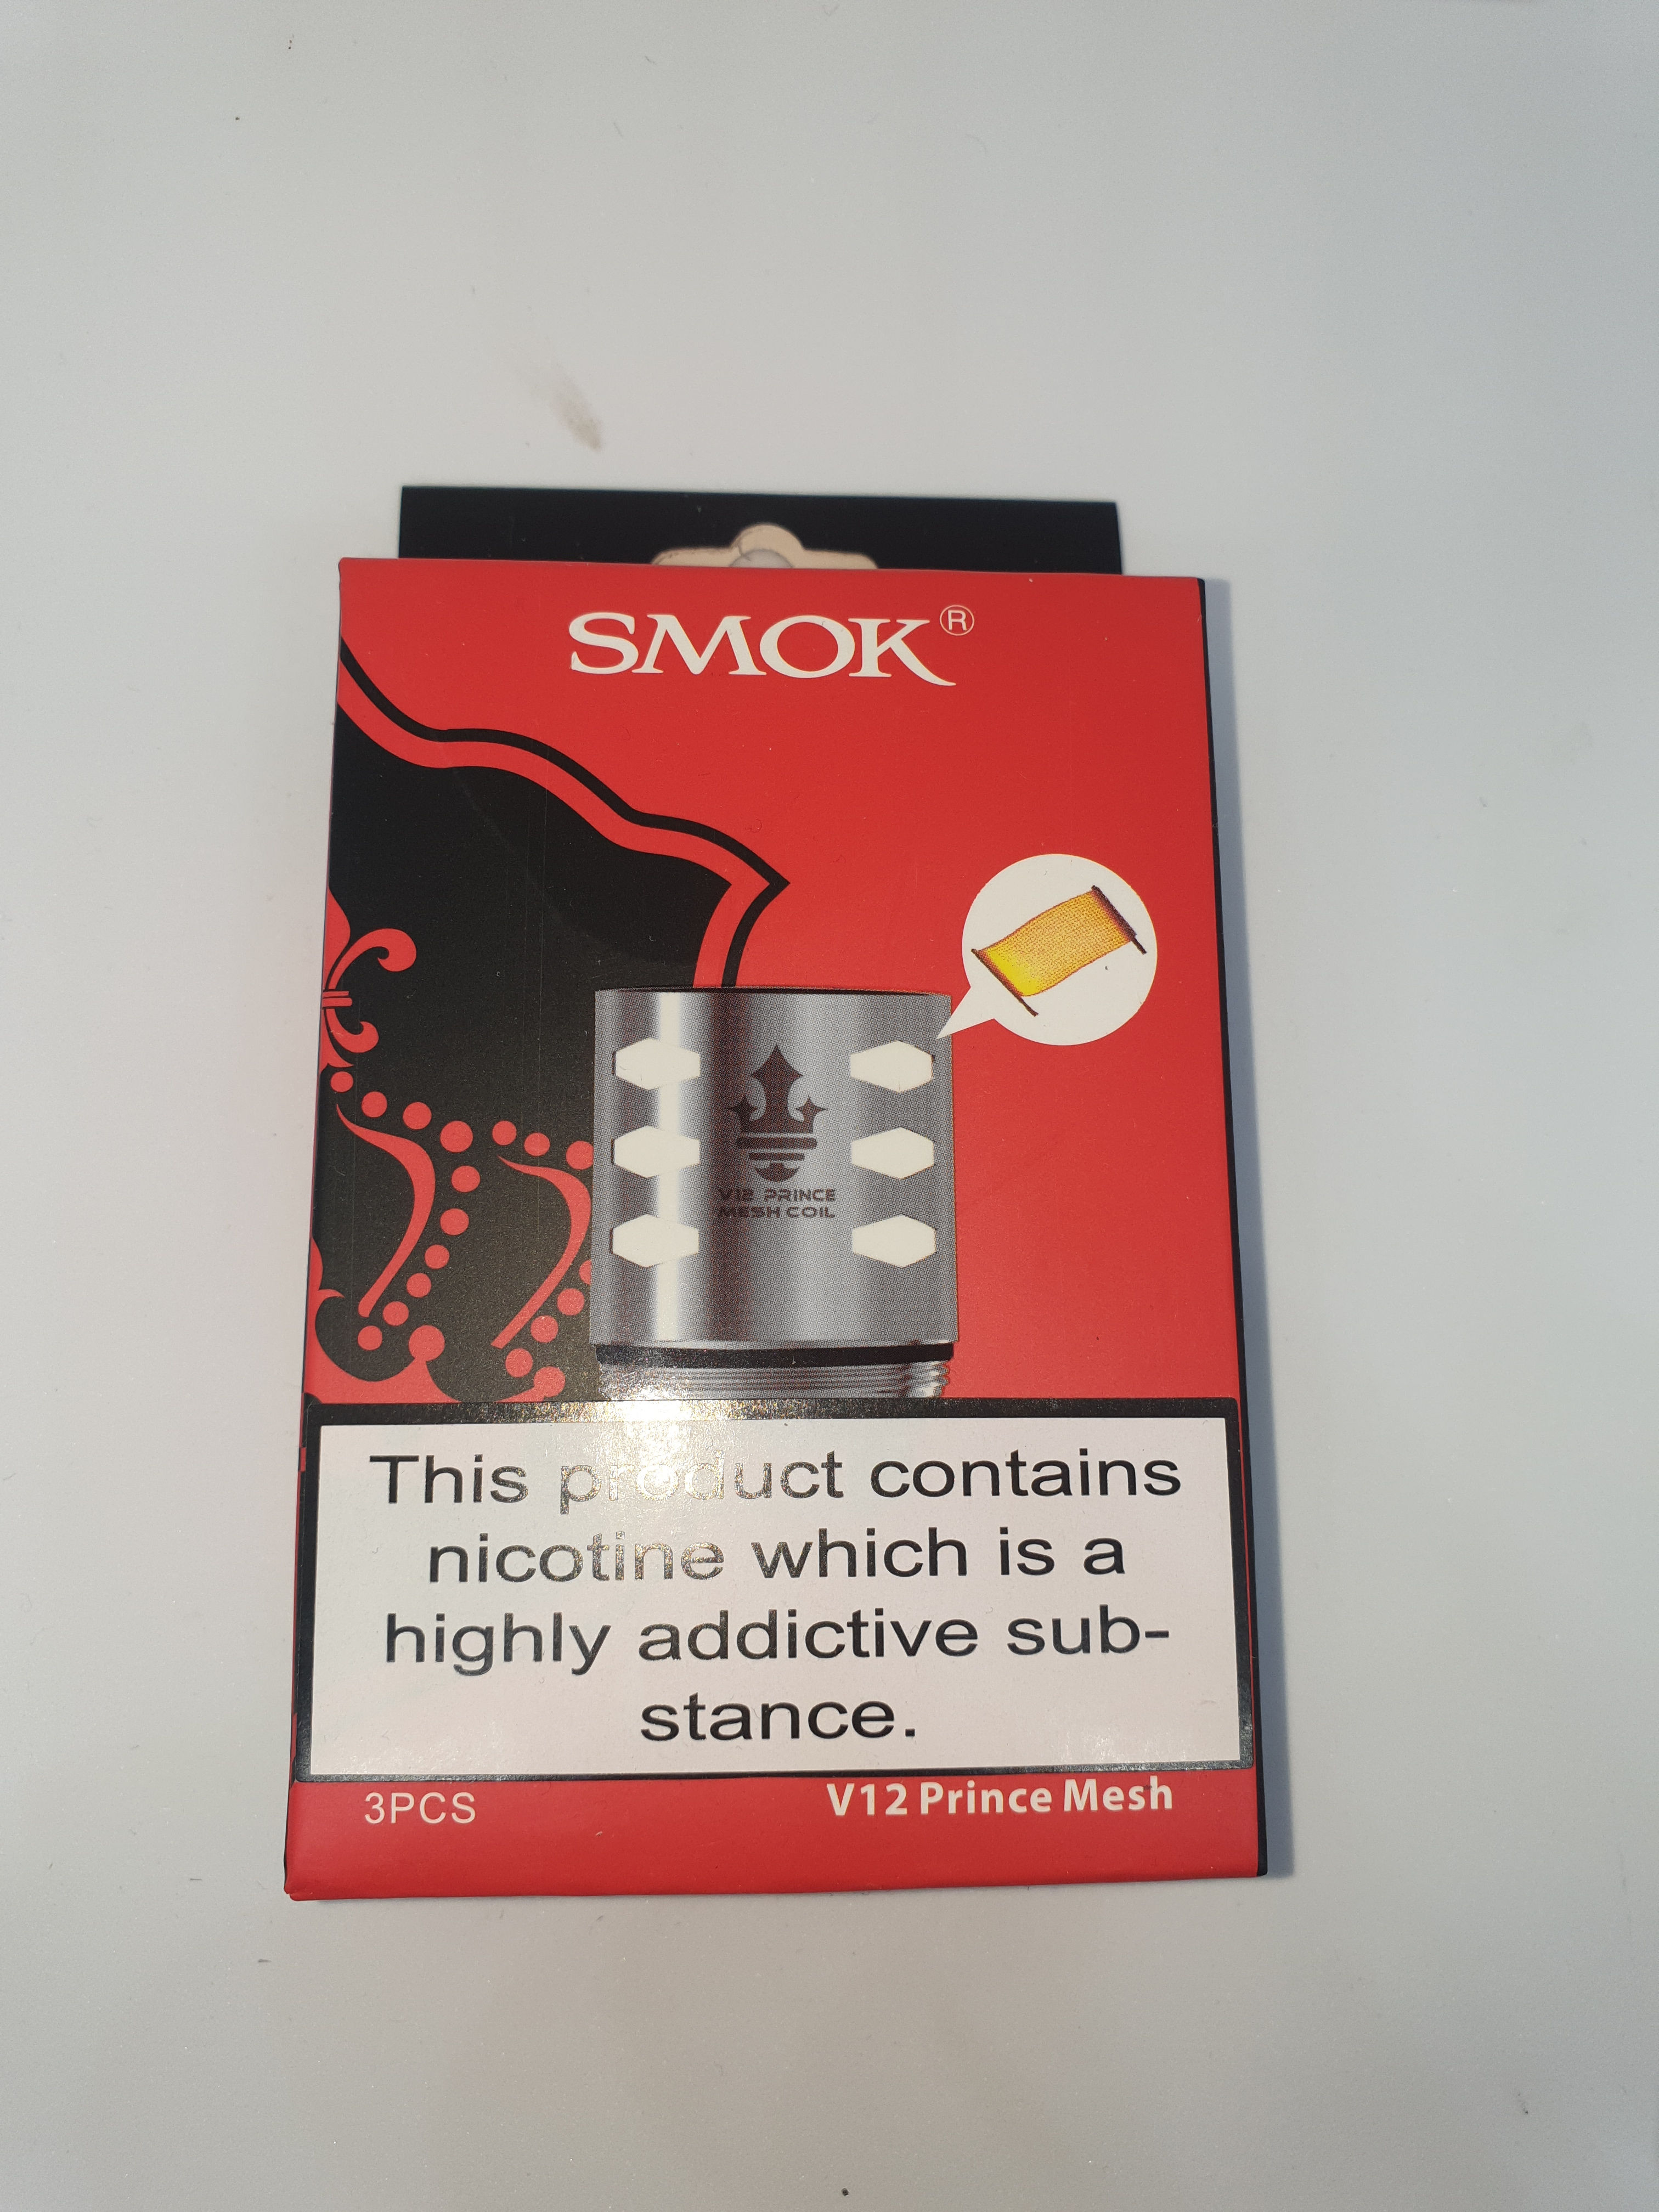 SMOK®
V12 PRINCE
MESH COIL
This product contains
nicotine which is a
highly addictive sub-
stance.
3PCS
V12 Prince Mesh